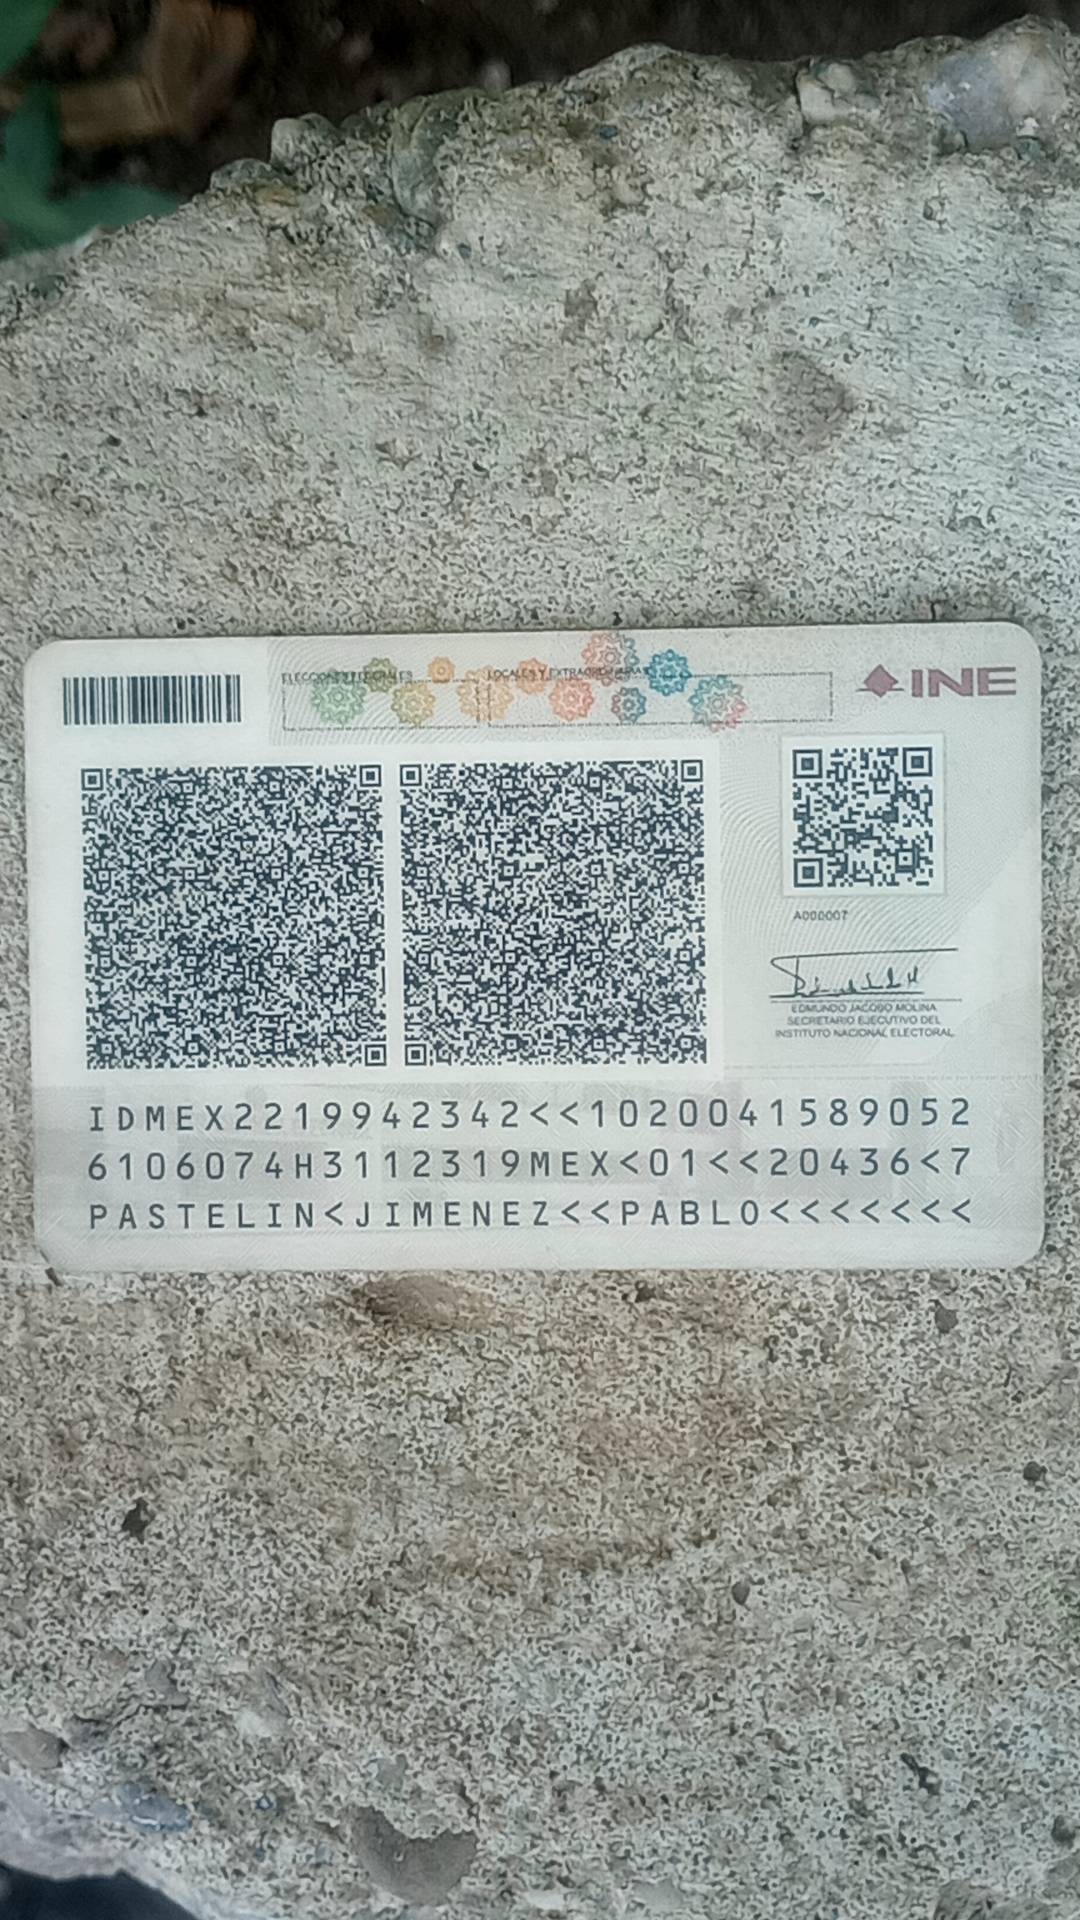 ELECCIONES FEDERALES LOCALES Y EXTRAORDINARIAS
INE
A000007
EDMUNDO JACOBO MOLINA
SECRETARIO EJECUTIVO DEL
INSTITUTO NACIONAL ELECTORAL
IDMEX2219942342<<1020041589052
6106074H3112319MEX<01<<20436<7
PASTELIN<JIMENEZ<<PABLO<<<<<<<